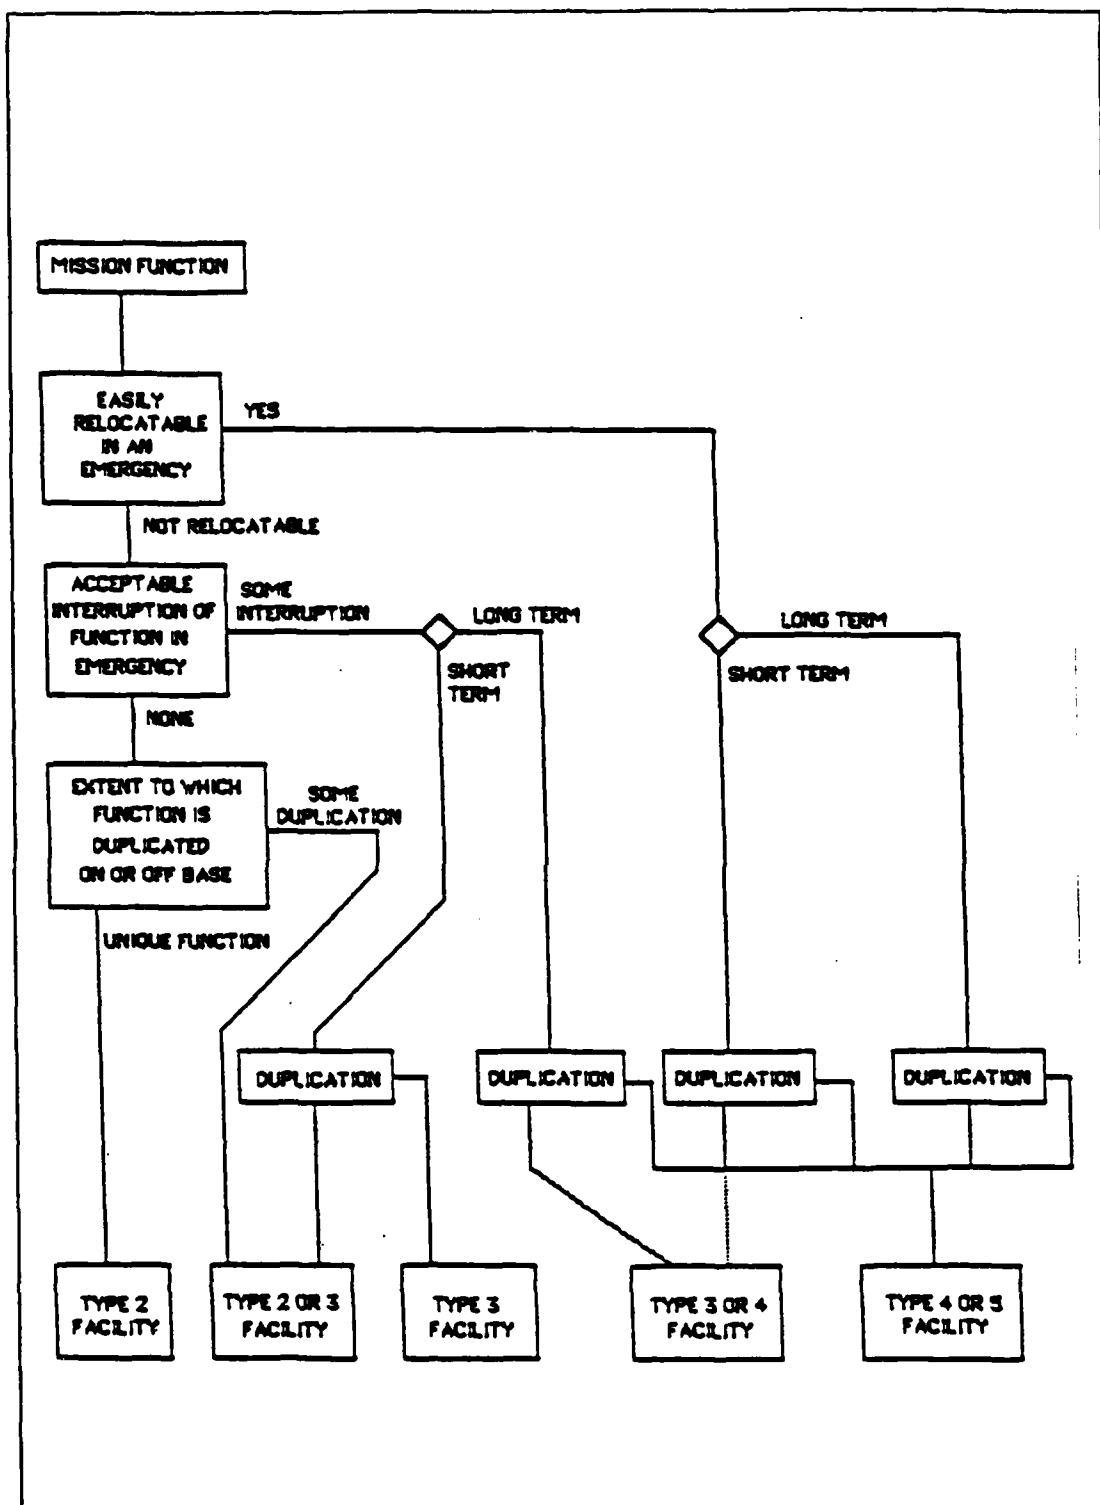 MISSION FUNCTION
EASILY
RELOCATABLE
IN AN
EMERGENCY
YES
NOT RELOCATABLE
ACCEPTABLE
INTERRUPTION OF
FUNCTION IN
EMERGENCY
SOME
INTERRUPTION
LONG TERM
SHORT
TERM
LONG TERM
SHORT TERM
NONE
EXTENT TO WHICH
FUNCTION IS
DUPLICATED
ON OR OFF BASE
SOME
DUPLICATION
UNIQUE FUNCTION
DUPLICATION
DUPLICATION
DUPLICATION
DUPLICATION
TYPE 2
FACILITY
TYPE 2 OR 3
FACILITY
TYPE 3
FACILITY
TYPE 3 OR 4
FACILITY
TYPE 4 OR 5
FACILITY